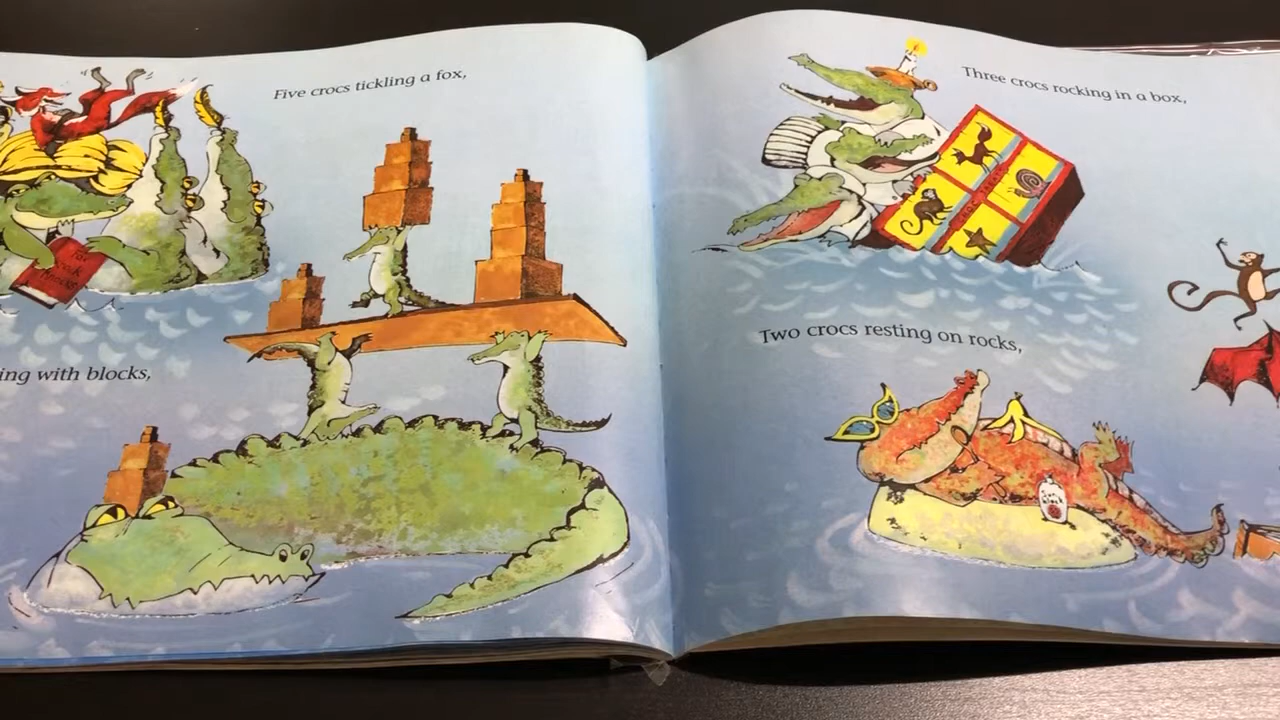 Five crocs tickling a fox,
ing with blocks,
Three crocs rocking in a box,
Two crocs resting on rocks,